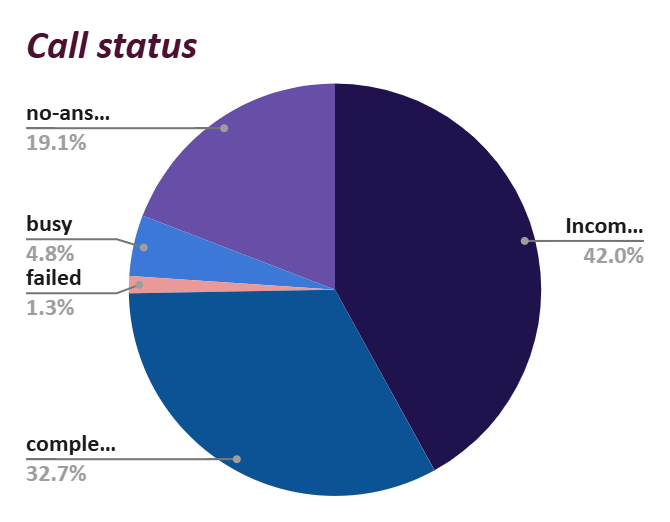 Call status
no-ans...
19.1%
busy
4.8%
failed
1.3%
comple...
32.7%
Incom...
42.0%